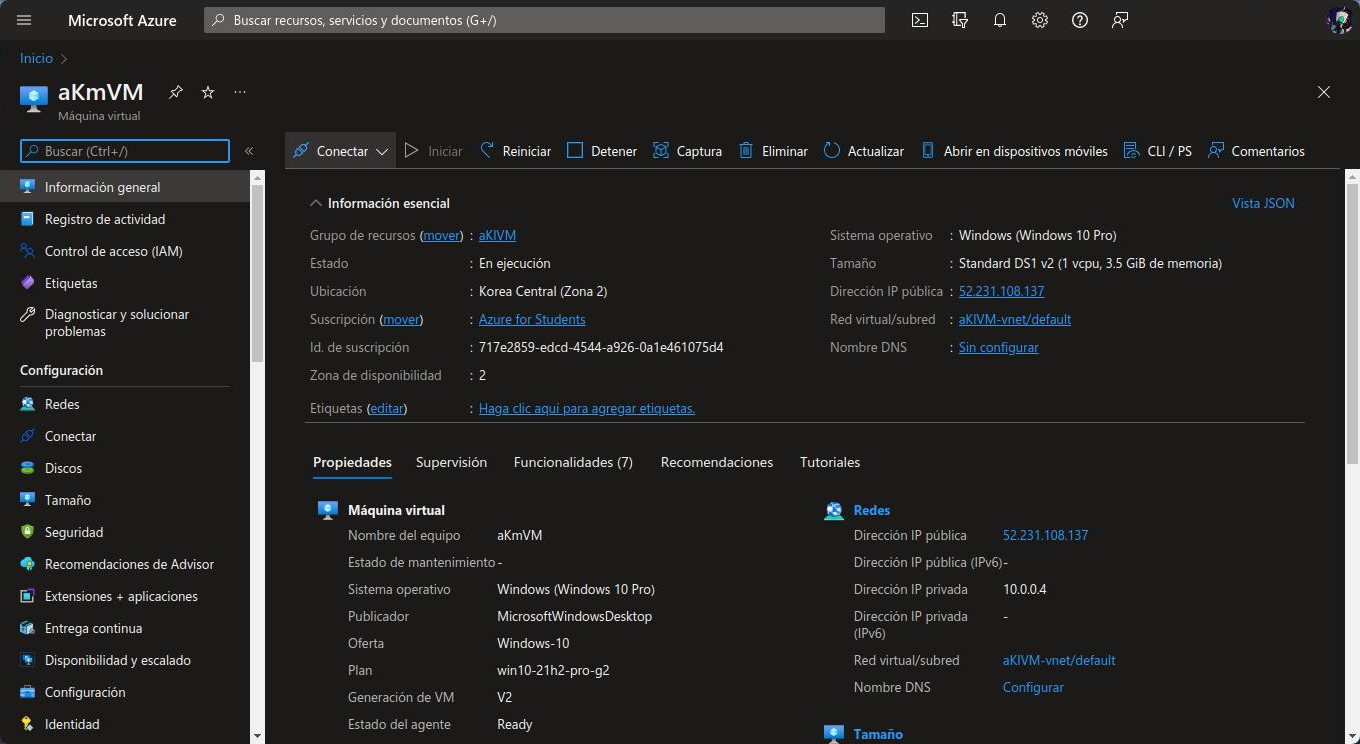 Microsoft Azure
Buscar recursos, servicios y documentos (G+/)
Inicio
aKmVM
Máquina virtual
Buscar (Ctrl+/)
Información general
Registro de actividad
Control de acceso (IAM)
Etiquetas
Diagnosticar y solucionar
problemas
Configuración
Redes
Conectar
Discos
Tamaño
Seguridad
Recomendaciones de Advisor
Extensiones + aplicaciones
Entrega continua
Disponibilidad y escalado
Configuración
Identidad
Conectar Iniciar Reiniciar Detener Captura Eliminar Actualizar Abrir en dispositivos móviles CLI / PS Comentarios
Información esencial Vista JSON
Grupo de recursos (mover) : aKIVM
Estado : En ejecución
Ubicación : Korea Central (Zona 2)
Suscripción (mover) : Azure for Students
Id. de suscripción : 717e2859-edcd-4544-a926-0a1e461075d4
Zona de disponibilidad : 2
Sistema operativo : Windows (Windows 10 Pro)
Tamaño : Standard DS1 v2 (1 vcpu, 3.5 GiB de memoria)
Dirección IP pública : 52.231.108.137
Red virtual/subred : aKIVM-vnet/default
Nombre DNS : Sin configurar
Etiquetas (editar) : Haga clic aquí para agregar etiquetas.
Propiedades Supervisión Funcionalidades (7) Recomendaciones Tutoriales
Máquina virtual
Nombre del equipo aKmVM
Estado de mantenimiento -
Sistema operativo Windows (Windows 10 Pro)
Publicador MicrosoftWindowsDesktop
Oferta Windows-10
Plan win10-21h2-pro-g2
Generación de VM V2
Estado del agente Ready
Redes
Dirección IP pública 52.231.108.137
Dirección IP pública (IPv6) -
Dirección IP privada 10.0.0.4
Dirección IP privada -
(IPv6)
Red virtual/subred aKIVM-vnet/default
Nombre DNS Configurar
Tamaño